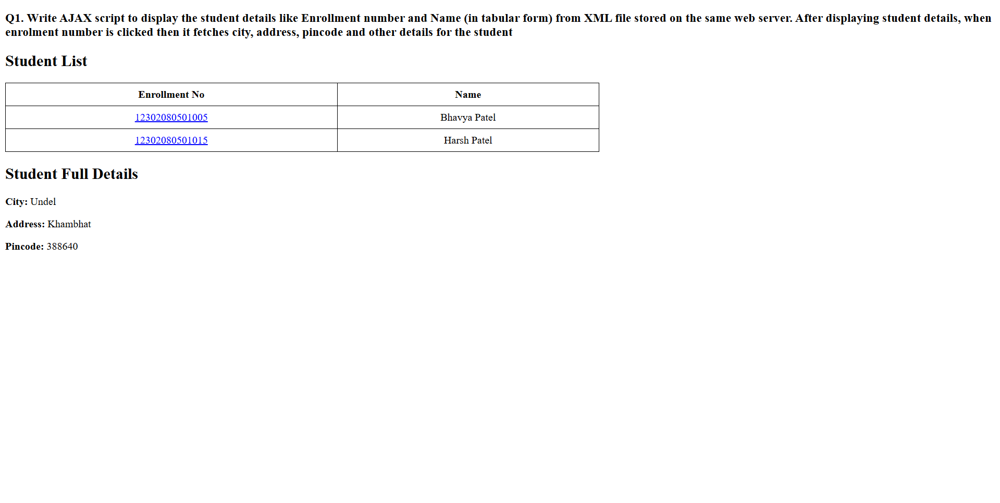 Q1. Write AJAX script to display the student details like Enrollment number and Name (in tabular form) from XML file stored on the same web server. After displaying student details, when
enrolment number is clicked then it fetches city, address, pincode and other details for the student
Student List
Enrollment No Name
12302080501005 Bhavya Patel
12302080501015 Harsh Patel
Student Full Details
City: Undel
Address: Khambhat
Pincode: 388640